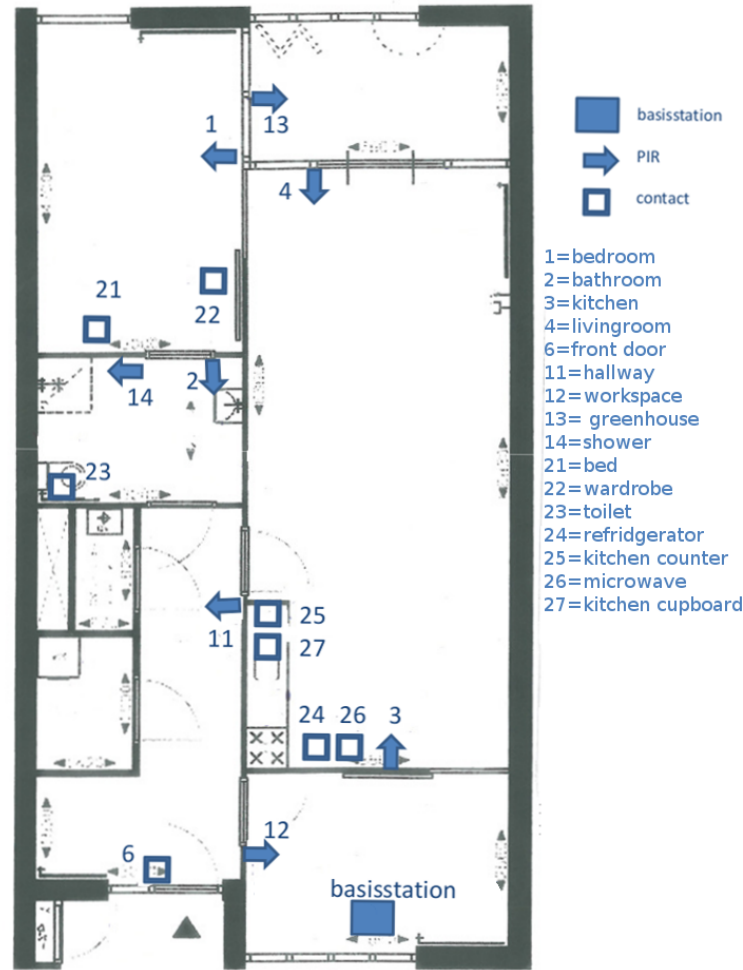 13
1
4
21
22
14
2
23
11
25
27
24
26
3
6
12
basisstation
basisstation
PIR
contact
1=bedroom
2=bathroom
3=kitchen
4=livingroom
6=front door
11=hallway
12=workspace
13= greenhouse
14=shower
21=bed
22=wardrobe
23=toilet
24=refridgerator
25=kitchen counter
26=microwave
27=kitchen cupboard